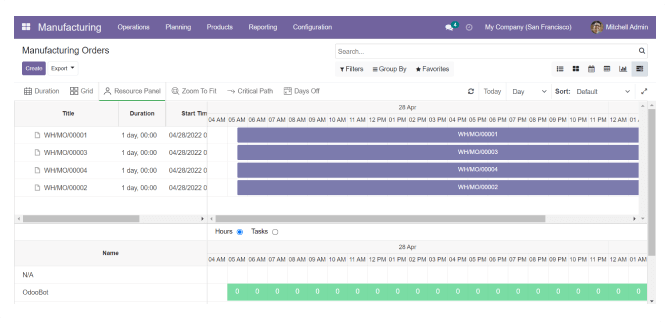 Manufacturing Operations Planning Products Reporting Configuration 4 My Company (San Francisco) Mitchell Admin
Manufacturing Orders Search...
Create Export Filters Group By Favorites
Duration Grid Resource Panel Zoom To Fit Critical Path Days Off Today Day Sort: Default
28 Apr
Title Duration Start Tim
04 AM 05 AM 06 AM 07 AM 08 AM 09 AM 10 AM 11 AM 12 PM 01 PM 02 PM 03 PM 04 PM 05 PM 06 PM 07 PM 08 PM 09 PM 10 PM 11 PM 12 AM 01
WH/MO/00001 1 day, 00:00 04/28/2022 0 WH/MO/00001
WH/MO/00003 1 day, 00:00 04/28/2022 0 WH/MO/00003
WH/MO/00004 1 day, 00:00 04/28/2022 0 WH/MO/00004
WH/MO/00002 1 day, 00:00 04/28/2022 0 WH/MO/00002
Hours Tasks
28 Apr
Name
04 AM 05 AM 06 AM 07 AM 08 AM 09 AM 10 AM 11 AM 12 PM 01 PM 02 PM 03 PM 04 PM 05 PM 06 PM 07 PM 08 PM 09 PM 10 PM 11 PM 12 AM 01 AM
N/A
OdooBot 0 0 0 0 0 0 0 0 0 0 0 0 0 0 0 0 0 0 0 0 0